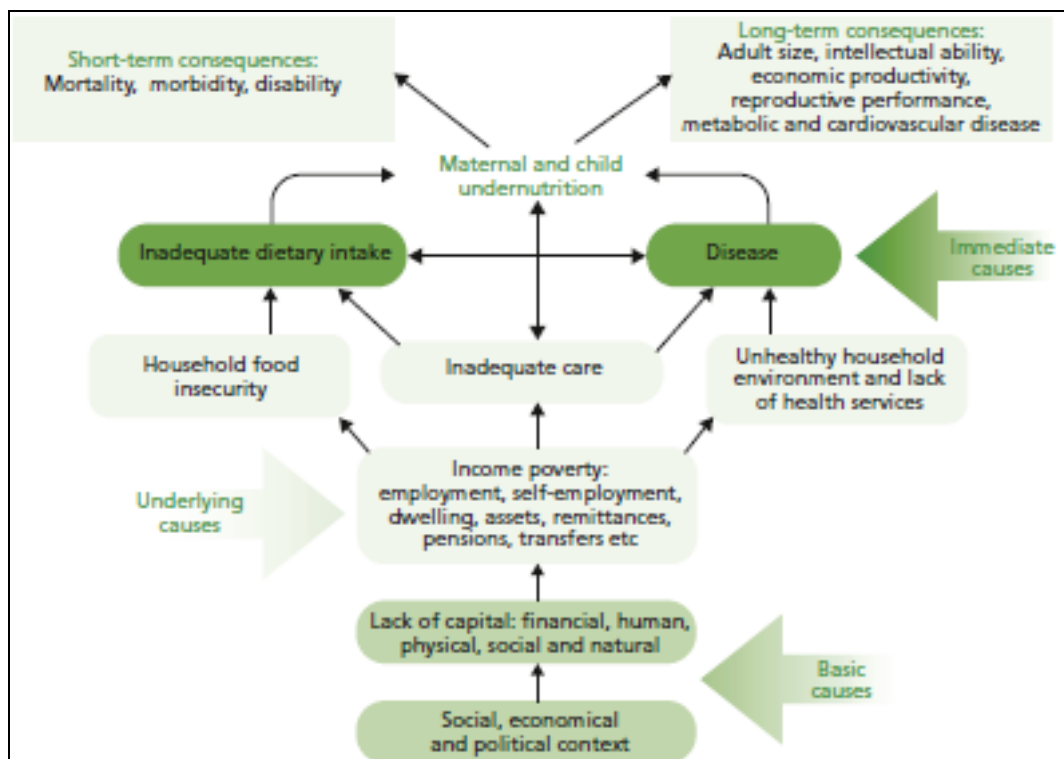 Short-term consequences:
Mortality, morbidity, disability
Long-term consequences:
Adult size, intellectual ability,
economic productivity,
reproductive performance,
metabolic and cardiovascular disease
Maternal and child
undernutrition
Inadequate dietary intake
Disease
Immediate
causes
Household food
insecurity
Inadequate care
Unhealthy household
environment and lack
of health services
Underlying
causes
Income poverty:
employment, self-employment,
dwelling, assets, remittances,
pensions, transfers etc
Lack of capital: financial, human,
physical, social and natural
Basic
causes
Social, economical
and political context